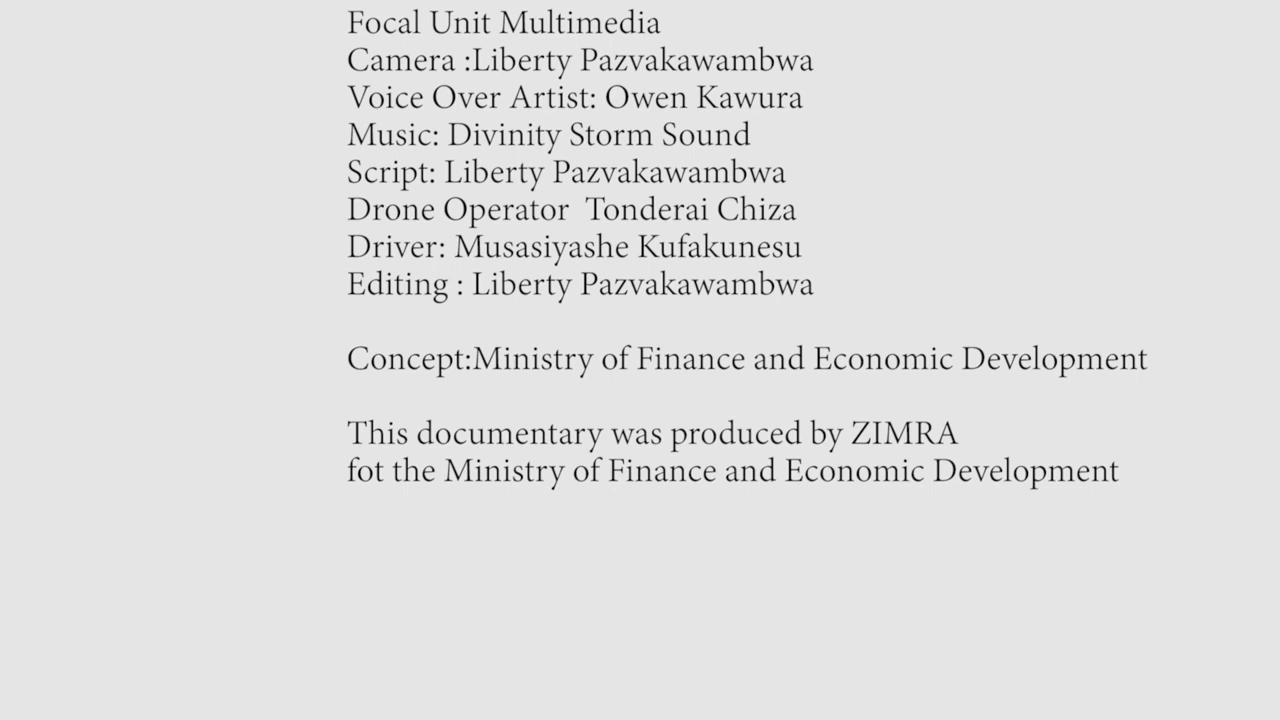 Focal Unit Multimedia
Camera :Liberty Pazvakawambwa
Voice Over Artist: Owen Kawura
Music: Divinity Storm Sound
Script: Liberty Pazvakawambwa
Drone Operator  Tonderai Chiza
Driver: Musasiyashe Kufakunesu
Editing : Liberty Pazvakawambwa
Concept:Ministry of Finance and Economic Development
This documentary was produced by ZIMRA
fot the Ministry of Finance and Economic Development